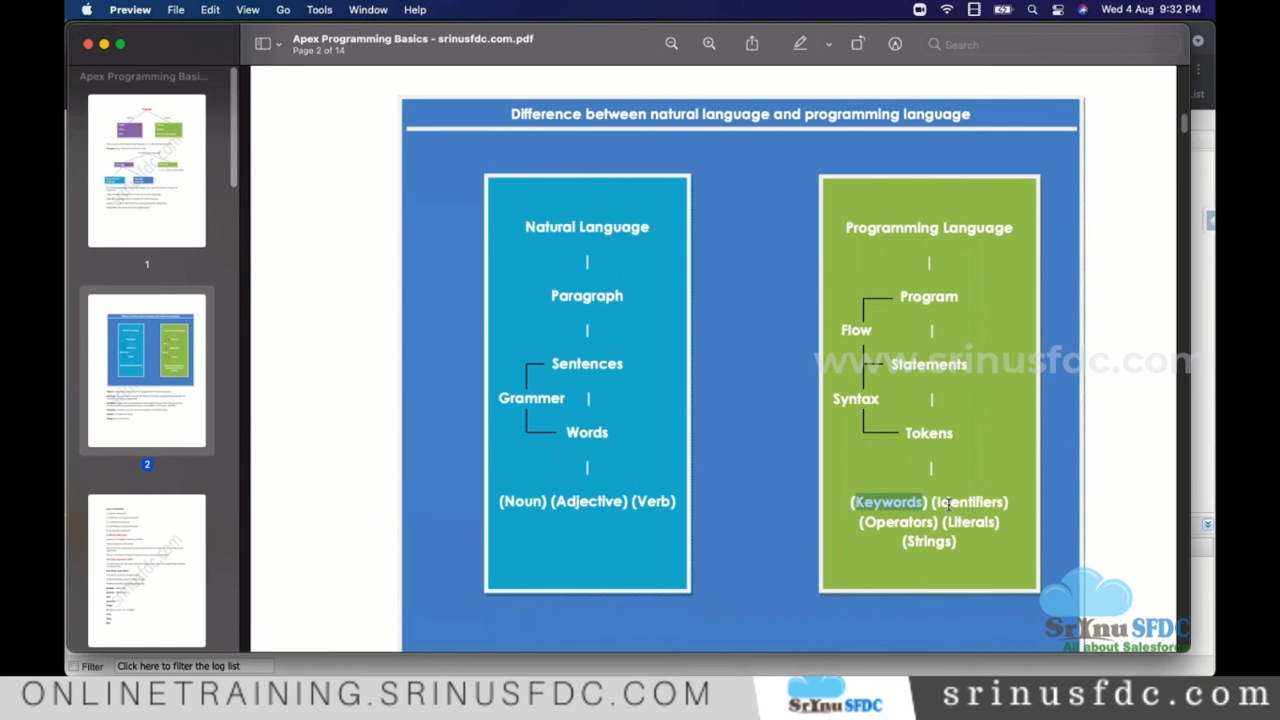 Preview File Edit View Go Tools Window Help
Wed 4 Aug 9:32 PM
Apex Programming Basics - srinusfdc.com.pdf
Page 2 of 14
Search
Apex Programming Basi...
1
2
Difference between natural language and programming language
Natural Language
|
Paragraph
|
Sentences
Grammer |
Words
|
(Noun) (Adjective) (Verb)
Programming Language
|
Program
Flow |
Statements
Syntax |
Tokens
|
(Keywords) (Identifiers)
(Operators) (Literals)
(Strings)
www.srinusfdc.com
SrYnu SFDC
All about Salesforce
Filter Click here to filter the log list
ONLINETRAINING.SRINUSFDC.COM
SrYnu SFDC
srinusfdc.com